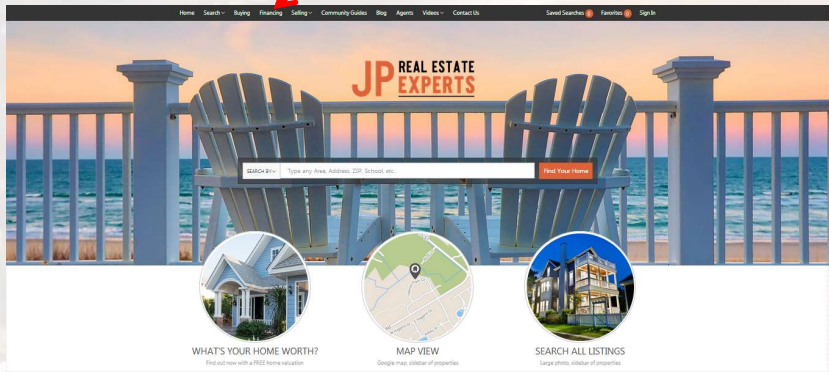 Home Search Buying Financing Selling Community Guides Blog Agents Videos Contact Us Saved Searches 0 Favorites 0 Sign In
JP REAL ESTATE
EXPERTS
SEARCH BY Type any Area, Address, ZIP, School, etc. Find Your Home
WHAT'S YOUR HOME WORTH? MAP VIEW SEARCH ALL LISTINGS
Find out now with a FREE home valuation Google map, sidebar of properties Large photo, sidebar of properties